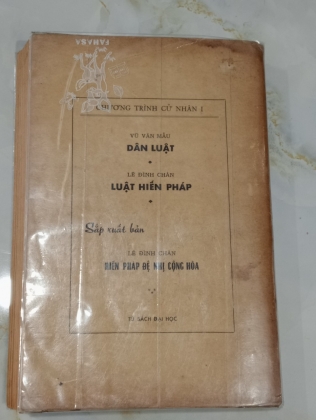 FAHASA
CHƯƠNG TRÌNH CỬ NHÂN I
VŨ VĂN MẪU
DÂN LUẬT
LÊ ĐÌNH CHÂN
LUẬT HIẾN PHÁP
Sắp xuất bản
LÊ ĐÌNH CHÂN
HIẾN PHÁP ĐỆ NHỊ CỘNG HÒA
TỦ SÁCH ĐẠI HỌC